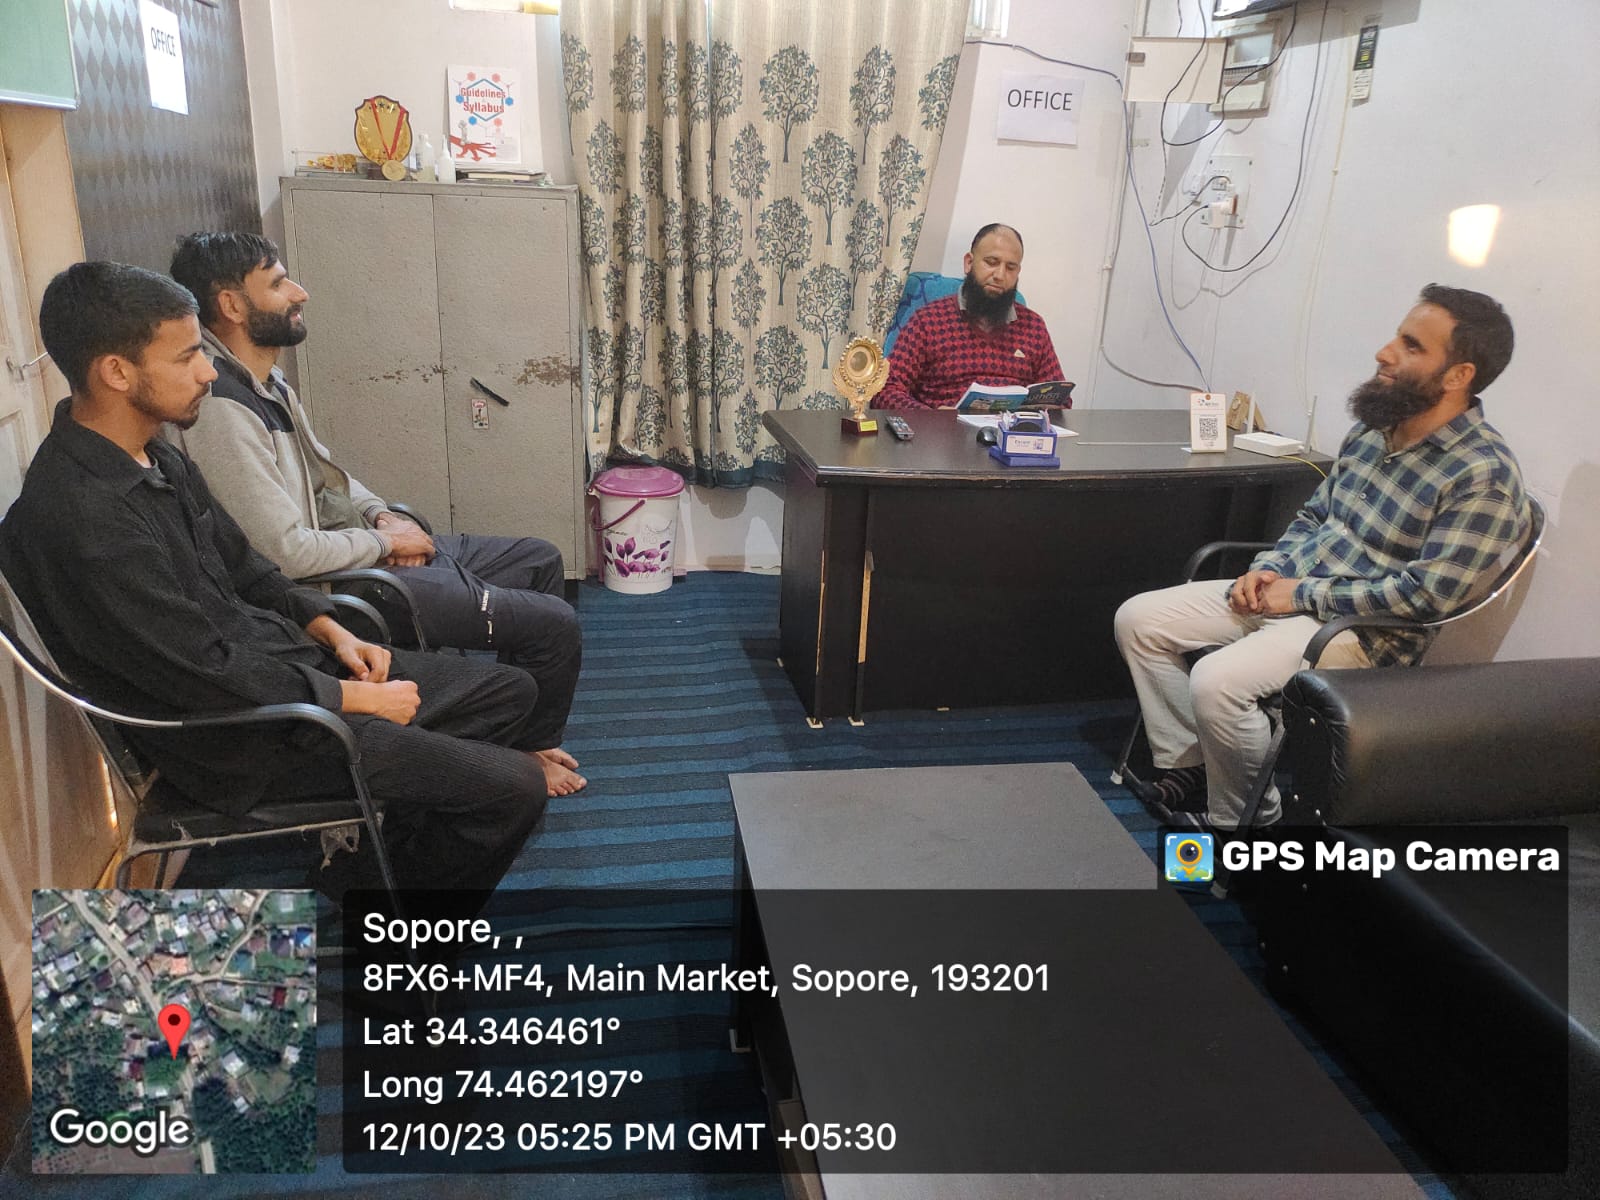 OFFICE
Guidelines
Syllabus
OFFICE
GPS Map Camera
Sopore, ,
8FX6+MF4, Main Market, Sopore, 193201
Lat 34.346461°
Long 74.462197°
12/10/23 05:25 PM GMT +05:30
Google